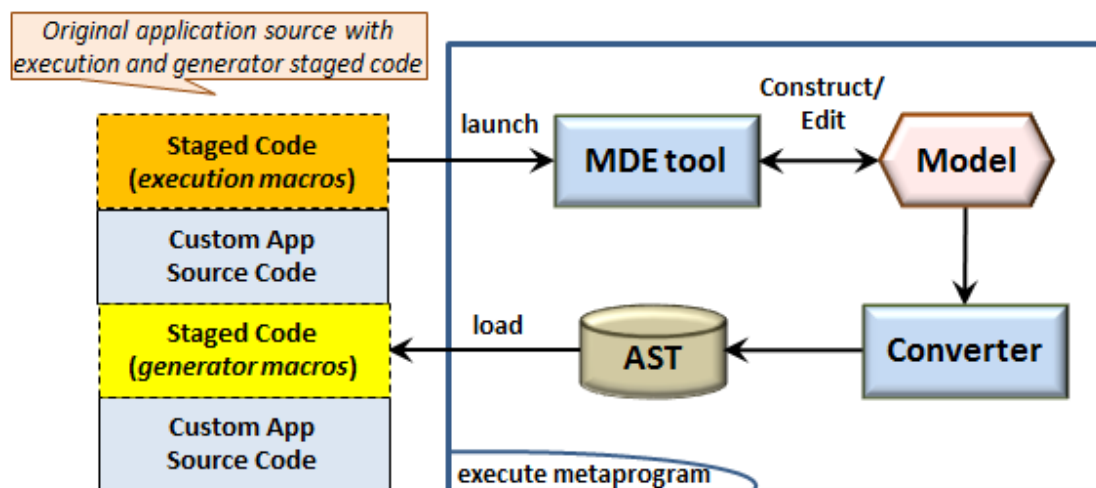 Original application source with
execution and generator staged code
Staged Code
(execution macros)
Custom App
Source Code
Staged Code
(generator macros)
Custom App
Source Code
launch
MDE tool
Construct/
Edit
Model
load
AST
Converter
execute metaprogram